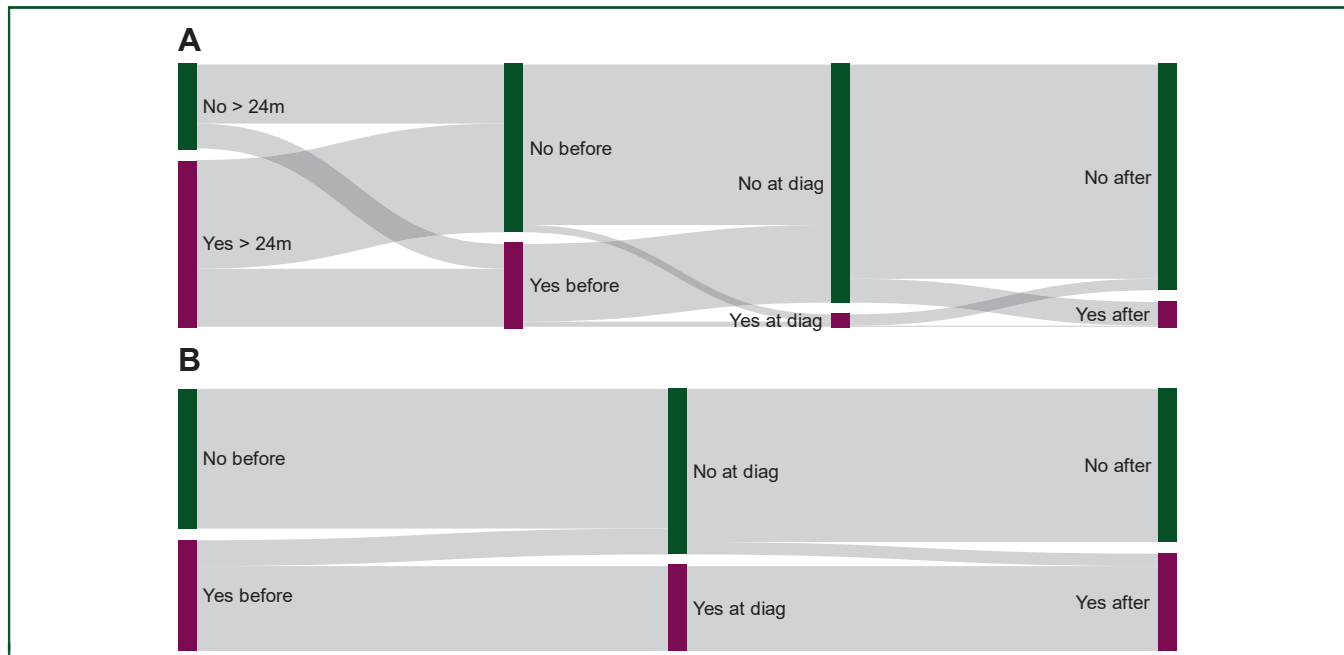 A
No > 24m
No before
No at diag
No after
Yes > 24m
Yes before
Yes at diag
Yes after
B
No before
No at diag
No after
Yes before
Yes at diag
Yes after